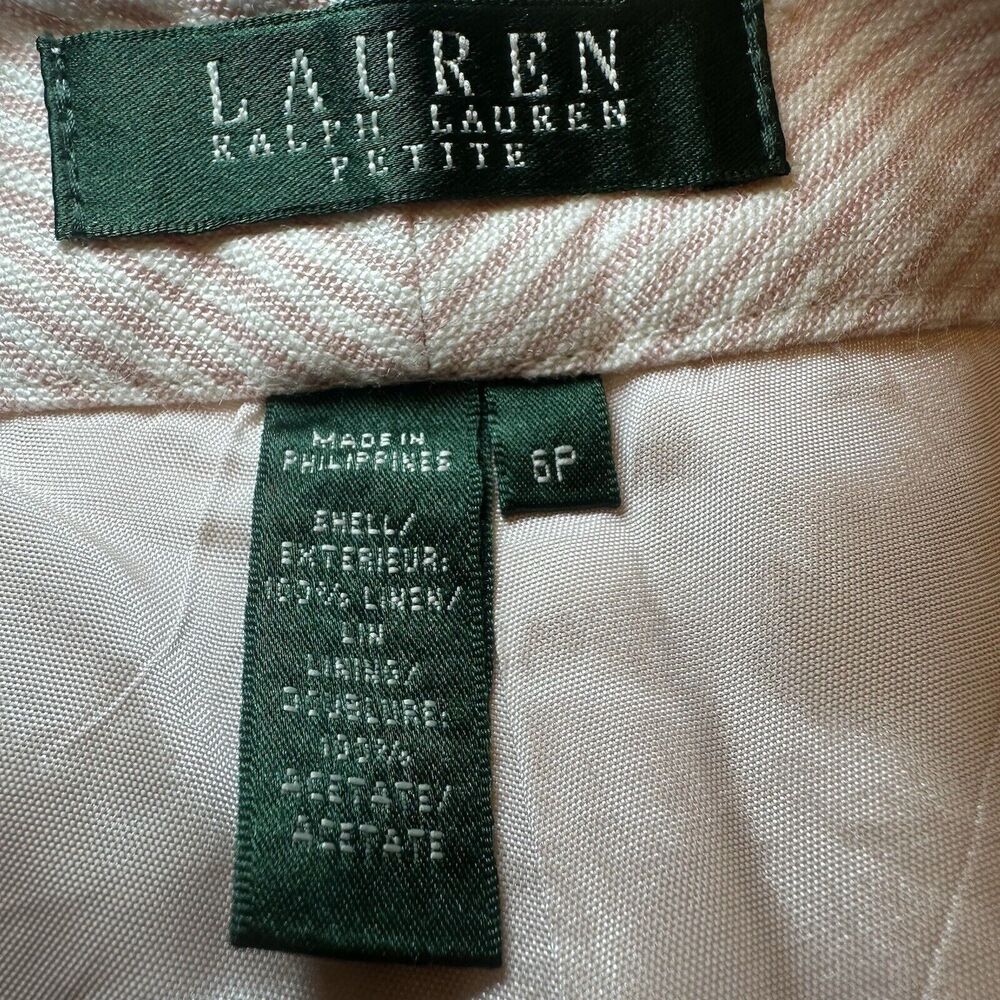 LAUREN
RALPH LAUREN
PETITE
MADE IN
PHILIPPINES
6P
SHELL/
EXTERIEUR:
100% LINEN/
LIN
LINING/
DOUBLURE:
100%
ACETATE/
ACETATE